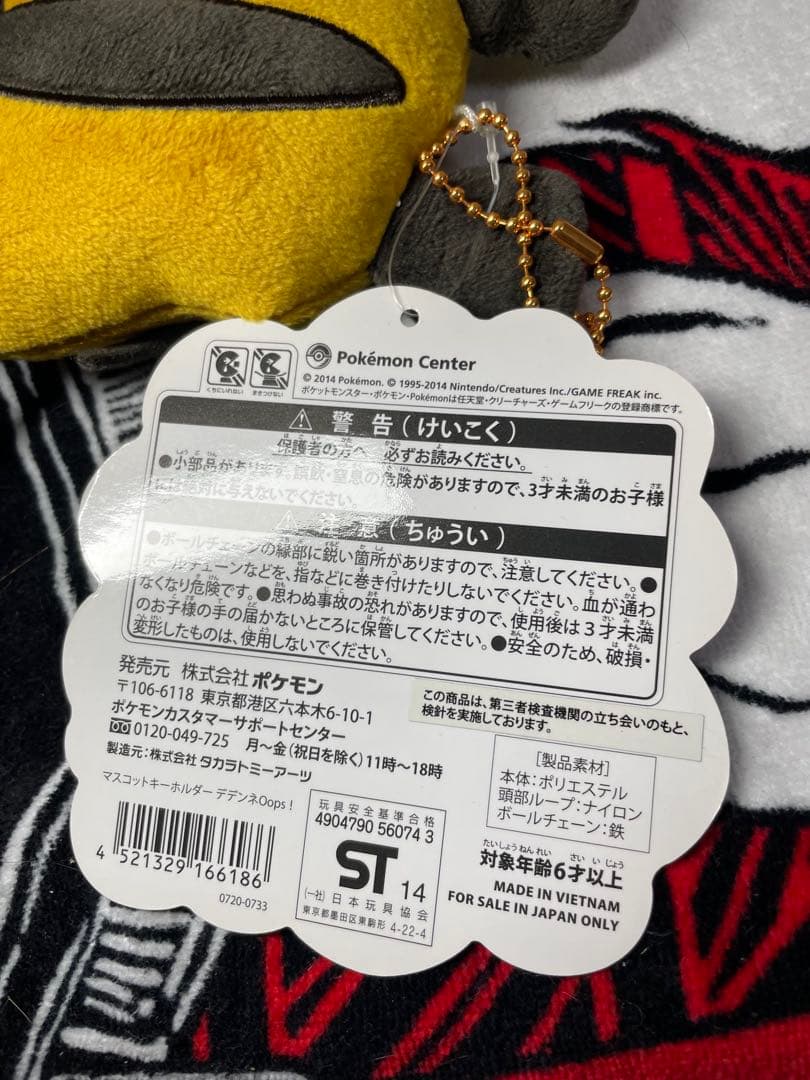 くちにいれない まきつけない
Pokémon Center
© 2014 Pokémon. © 1995-2014 Nintendo/Creatures Inc./GAME FREAK inc.
ポケットモンスター・ポケモン・Pokémonは任天堂・クリーチャーズ・ゲームフリークの登録商標です。
警告(けいこく)
保護者の方へ 必ずお読みください。
●小部品があります。誤飲・窒息の危険がありますので、3才未満のお子様
には絶対に与えないでください。
注意(ちゅうい)
●ボールチェーンの縁部に鋭い箇所がありますので、注意してください。●
ボールチェーンなどを、指などに巻き付けたりしないでください。血が通わ
なくなり危険です。●思わぬ事故の恐れがありますので、使用後は3才未満
のお子様の手の届かないところに保管してください。●安全のため、破損・
変形したものは、使用しないでください。
発売元 株式会社ポケモン
〒106-6118 東京都港区六本木6-10-1
ポケモンカスタマーサポートセンター
0120-049-725 月～金(祝日を除く)11時～18時
製造元:株式会社 タカラトミーアーツ
この商品は、第三者検査機関の立ち会いのもと、
検針を実施しております。
マスコットキーホルダー デデンネOops!
4 521329 166186
0720-0733
玩具安全基準合格
4904790 56074 3
ST 14
(一社)日本玩具協会
東京都墨田区東駒形 4-22-4
[製品素材]
本体:ポリエステル
頭部ループ:ナイロン
ボールチェーン:鉄
たいしょうねんれい さい いじょう
対象年齢6才以上
MADE IN VIETNAM
FOR SALE IN JAPAN ONLY